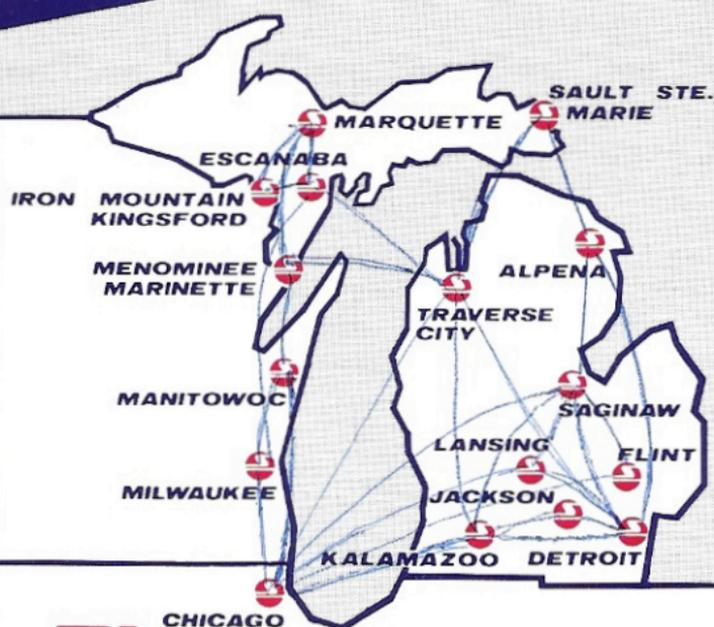 SAULT STE.
MARIE
MARQUETTE
ESCANABA
IRON MOUNTAIN
KINGSFORD
MENOMINEE
MARINETTE
ALPENA
TRAVERSE
CITY
MANITOWOC
SAGINAW
LANSING
FLINT
MILWAUKEE
JACKSON
KALAMAZOO
DETROIT
CHICAGO